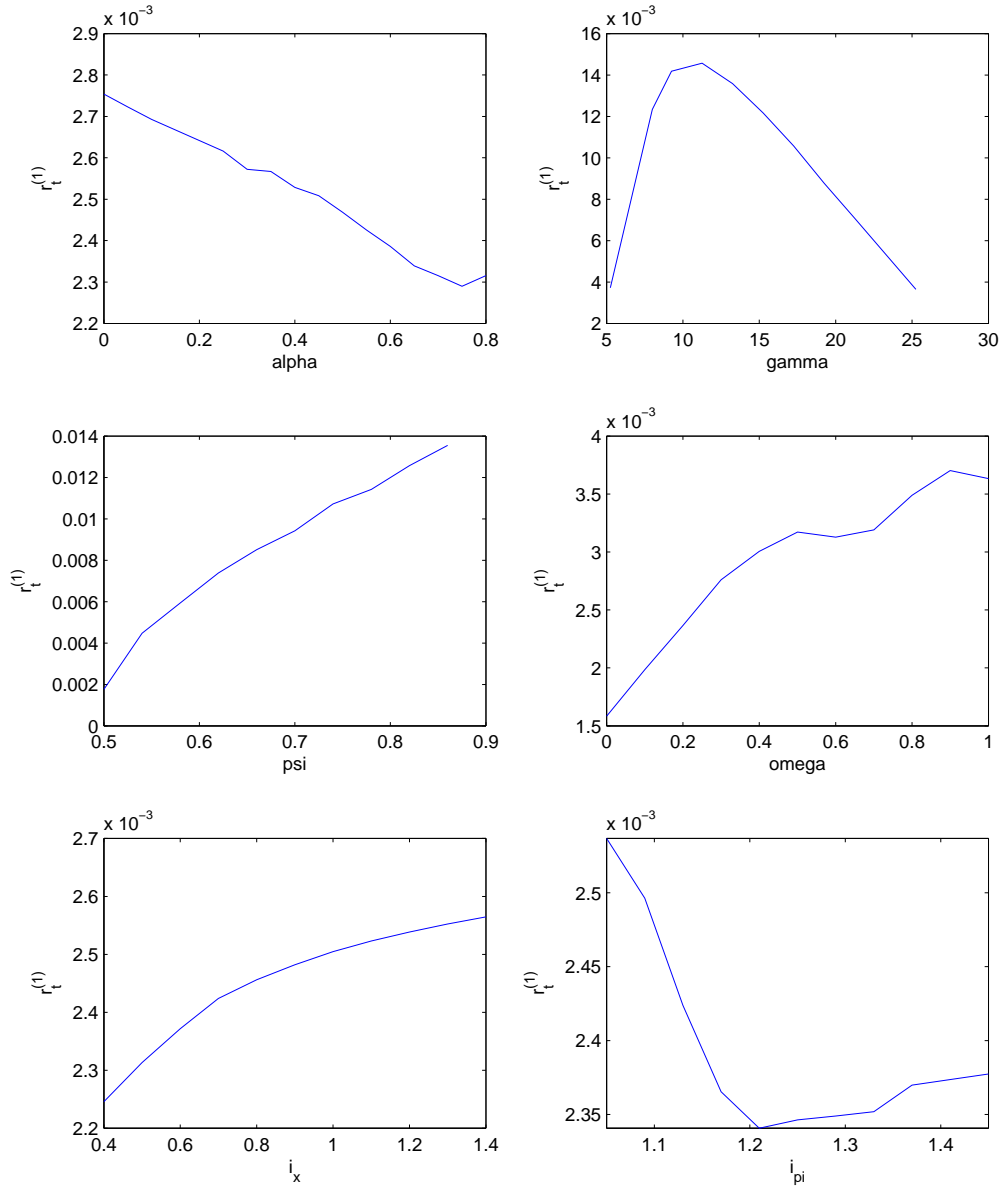 x 10⁻³
2.9
2.8
2.7
2.6
2.5
2.4
2.3
2.2
r_t^(1)
0 0.2 0.4 0.6 0.8
alpha
x 10⁻³
16
14
12
10
8
6
4
2
r_t^(1)
5 10 15 20 25 30
gamma
0.014
0.012
0.01
0.008
0.006
0.004
0.002
0
r_t^(1)
0.5 0.6 0.7 0.8 0.9
psi
x 10⁻³
4
3.5
3
2.5
2
1.5
r_t^(1)
0 0.2 0.4 0.6 0.8 1
omega
x 10⁻³
2.7
2.6
2.5
2.4
2.3
2.2
r_t^(1)
0.4 0.6 0.8 1 1.2 1.4
i_x
x 10⁻³
2.5
2.45
2.4
2.35
r_t^(1)
1.1 1.2 1.3 1.4
i_pi